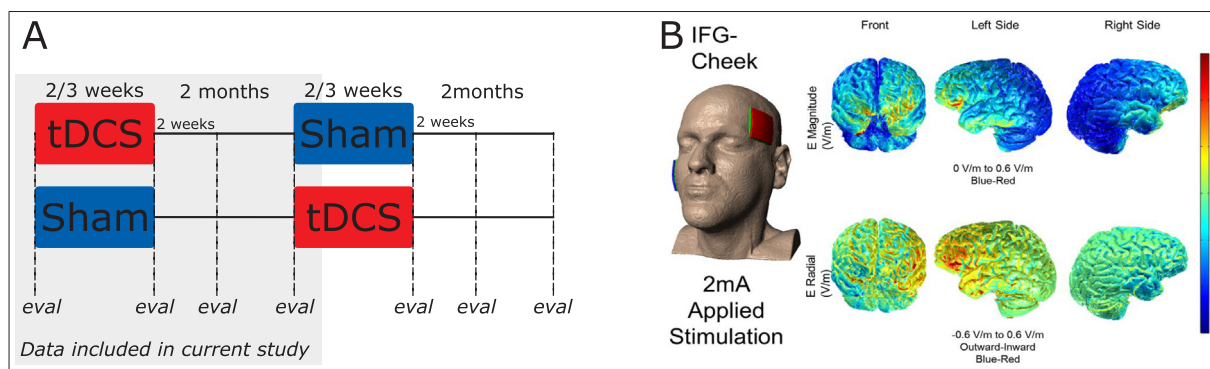 A
2/3 weeks 2 months 2/3 weeks 2months
tDCS 2 weeks Sham 2 weeks
Sham tDCS
eval eval eval eval eval eval eval
Data included in current study
B
IFG-
Cheek
2mA
Applied
Stimulation
Front Left Side Right Side
E Magnitude
(V/m)
0 V/m to 0.6 V/m
Blue-Red
E Radial
(V/m)
-0.6 V/m to 0.6 V/m
Outward-Inward
Blue-Red